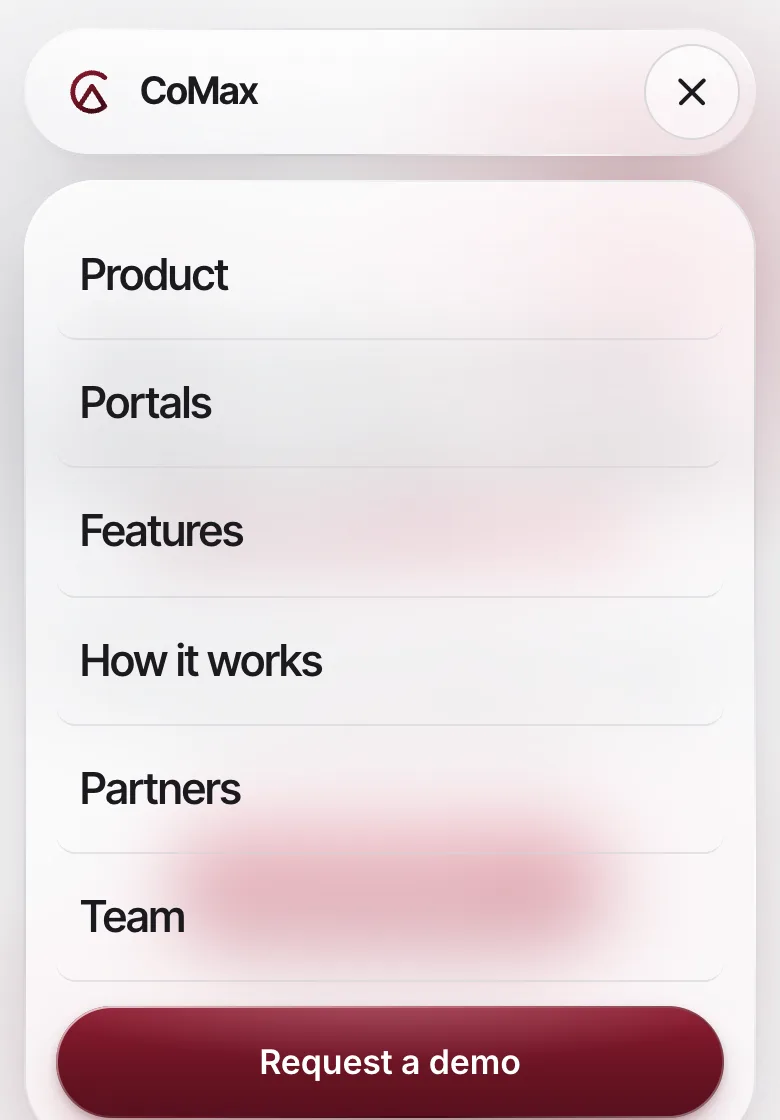 CoMax
Product
Portals
Features
How it works
Partners
Team
Request a demo